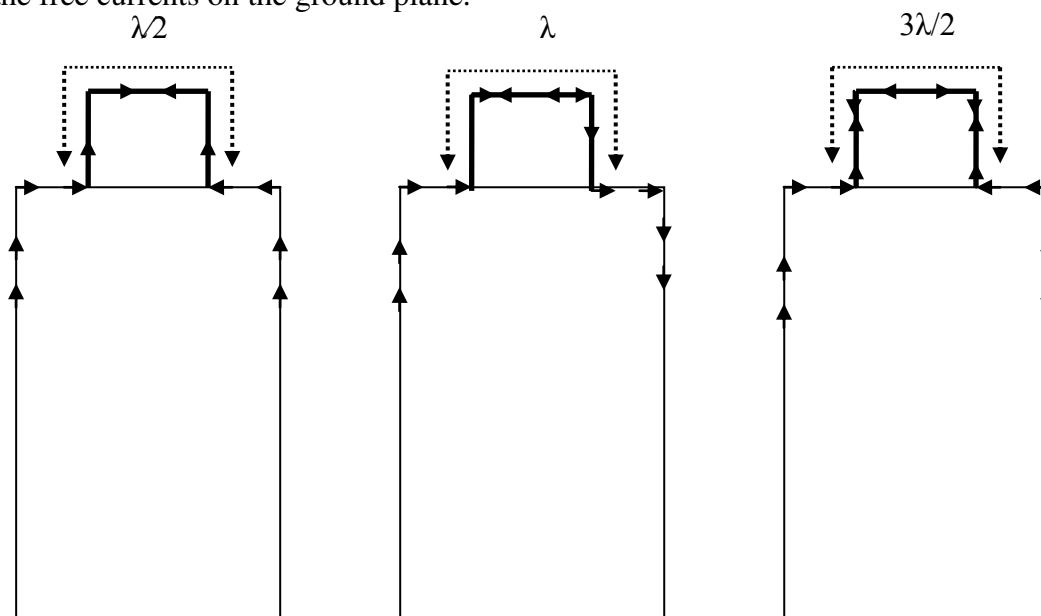 the free currents on the ground plane.
λ/2 λ 3λ/2